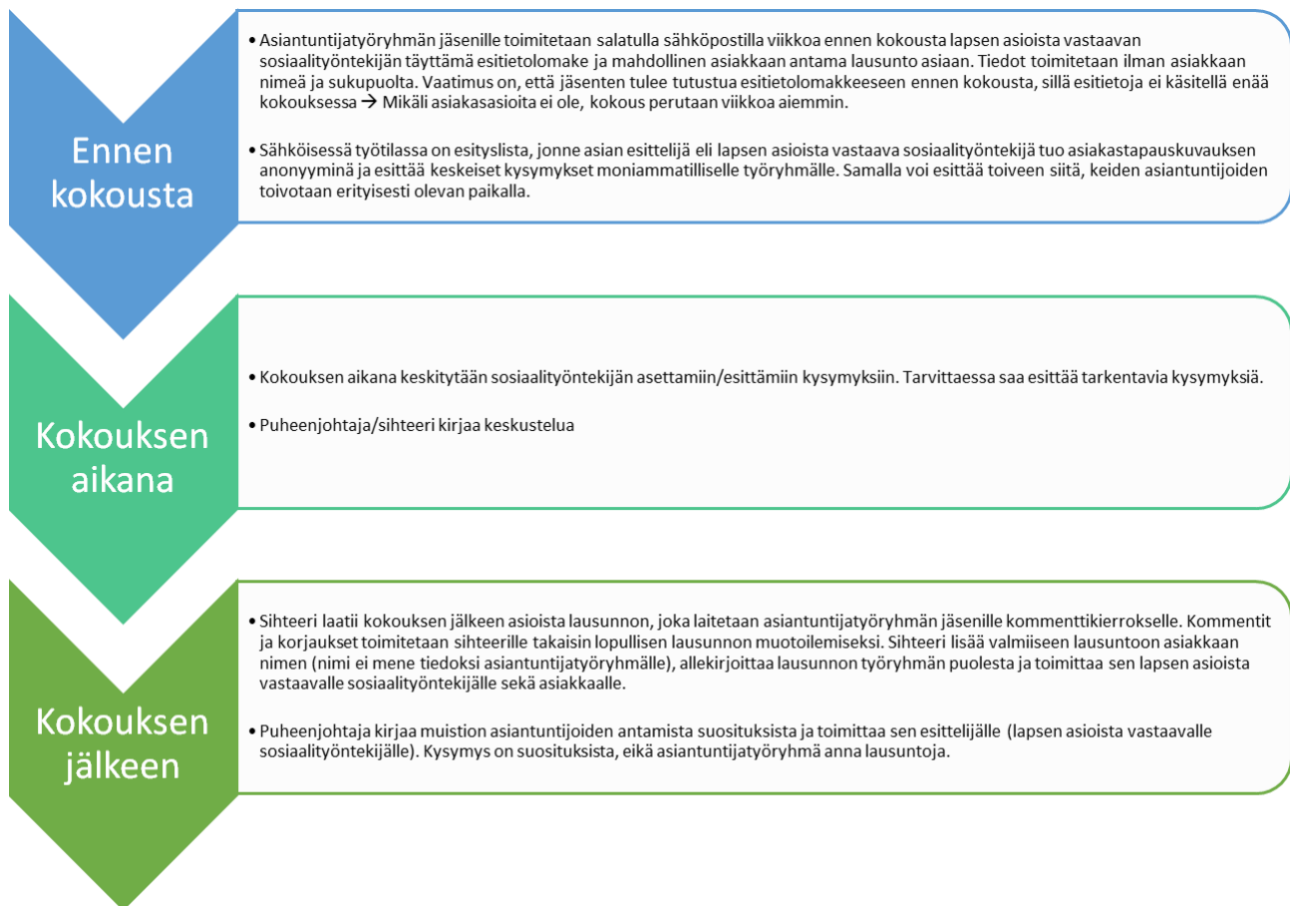 Ennen
kokousta
• Asiantuntijatyöryhmän jäsenille toimitetaan salatulla sähköpostilla viikkoa ennen kokousta lapsen asioista vastaavan
sosiaalityöntekijän täyttämä esitietolomake ja mahdollinen asiakkaan antama lausunto asiaan. Tiedot toimitetaan ilman asiakkaan
nimeä ja sukupuolta. Vaatimus on, että jäsenten tulee tutustua esitietolomakkeeseen ennen kokousta, sillä esitietoja ei käsitellä enää
kokouksessa → Mikäli asiakasasioita ei ole, kokous perutaan viikkoa aiemmin.
• Sähköisessä työtilassa on esityslista, jonne asian esittelijä eli lapsen asioista vastaava sosiaalityöntekijä tuo asiakastapauskuvauksen
anonyyminä ja esittää keskeiset kysymykset moniammatilliselle työryhmälle. Samalla voi esittää toiveen siitä, keiden asiantuntijoiden
toivotaan erityisesti olevan paikalla.
Kokouksen
aikana
• Kokouksen aikana keskitytään sosiaalityöntekijän asettamiin/esittämiin kysymyksiin. Tarvittaessa saa esittää tarkentavia kysymyksiä.
• Puheenjohtaja/sihteeri kirjaa keskustelua
Kokouksen
jälkeen
• Sihteeri laatii kokouksen jälkeen asioista lausunnon, joka laitetaan asiantuntijatyöryhmän jäsenille kommenttikierrokselle. Kommentit
ja korjaukset toimitetaan sihteerille takaisin lopullisen lausunnon muotoilemiseksi. Sihteeri lisää valmiiseen lausuntoon asiakkaan
nimen (nimi ei mene tiedoksi asiantuntijatyöryhmälle), allekirjoittaa lausunnon työryhmän puolesta ja toimittaa sen lapsen asioista
vastaavalle sosiaalityöntekijälle sekä asiakkaalle.
• Puheenjohtaja kirjaa muistion asiantuntijoiden antamista suosituksista ja toimittaa sen esittelijälle (lapsen asioista vastaavalle
sosiaalityöntekijälle). Kysymys on suosituksista, eikä asiantuntijatyöryhmä anna lausuntoja.